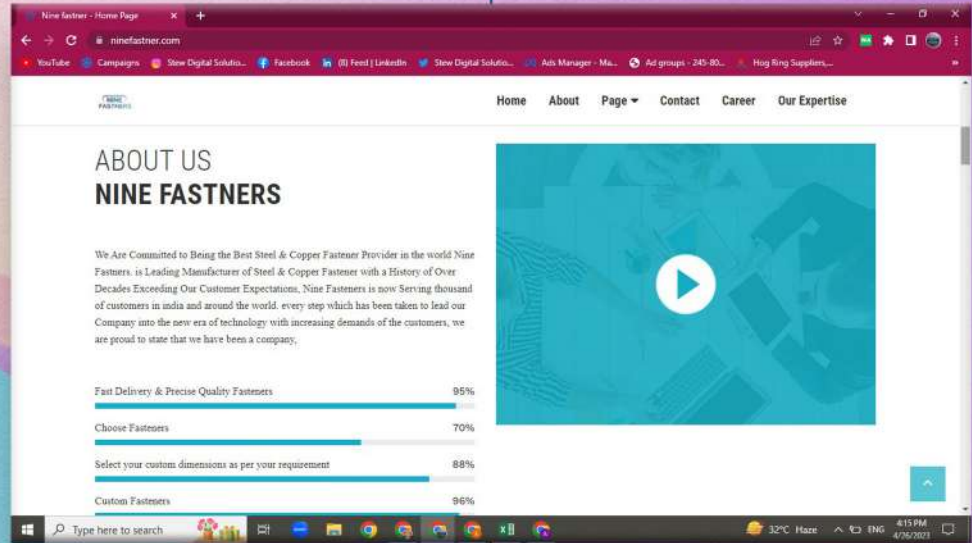 Nine fastner - Home Page
ninefastner.com
YouTube Campaigns Stew Digital Solutio... Facebook (8) Feed | LinkedIn Stew Digital Solutio... Ads Manager - Ma... Ad groups - 245-80... Hog Ring Suppliers,...
NINE
FASTNERS
Home About Page Contact Career Our Expertise
ABOUT US
NINE FASTNERS
We Are Committed to Being the Best Steel & Copper Fastener Provider in the world Nine
Fastners. is Leading Manufacturer of Steel & Copper Fastener with a History of Over
Decades Exceeding Our Customer Expectations, Nine Fasteners is now Serving thousand
of customers in india and around the world. every step which has been taken to lead our
Company into the new era of technology with increasing demands of the customers, we
are proud to state that we have been a company,
Fast Delivery & Precise Quality Fasteners 95%
Choose Fasteners 70%
Select your custom dimensions as per your requirement 88%
Custom Fasteners 96%
Type here to search
32°C Haze ENG 4:15 PM
4/26/2023